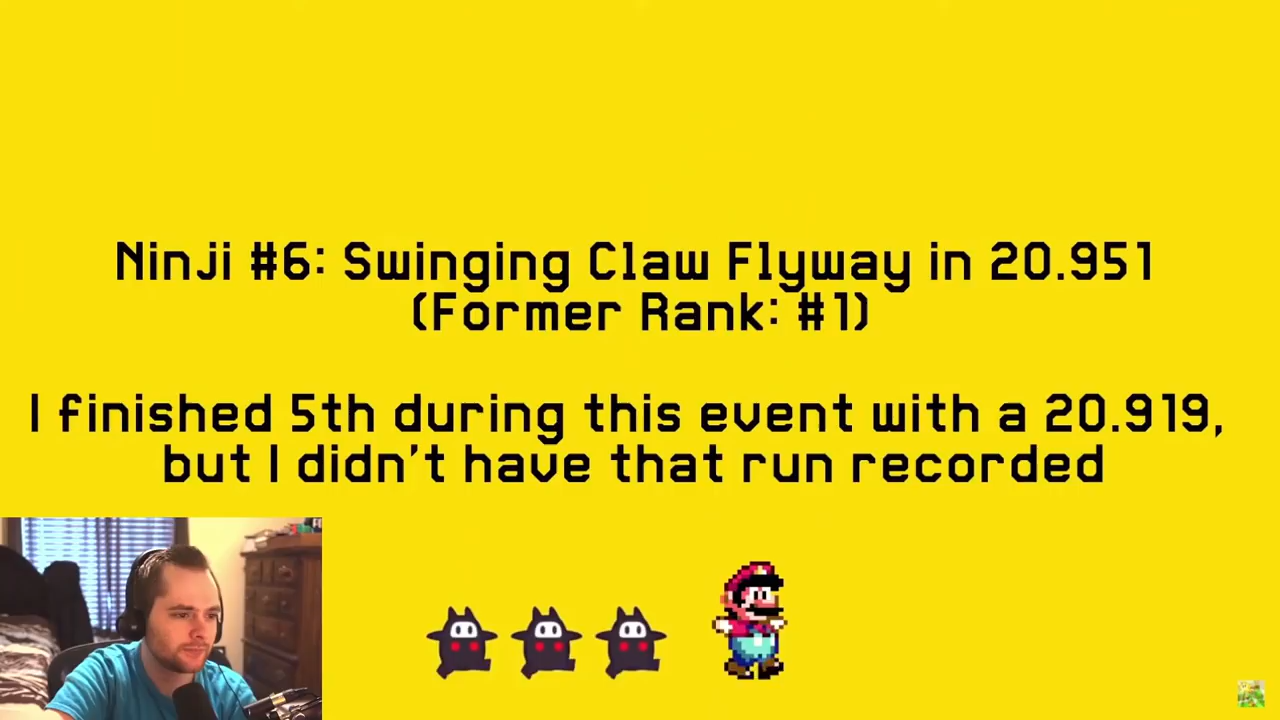 Ninji #6: Swinging Claw Flyway in 20.951
(Former Rank: #1)
I finished 5th during this event with a 20.919,
but I didn't have that run recorded